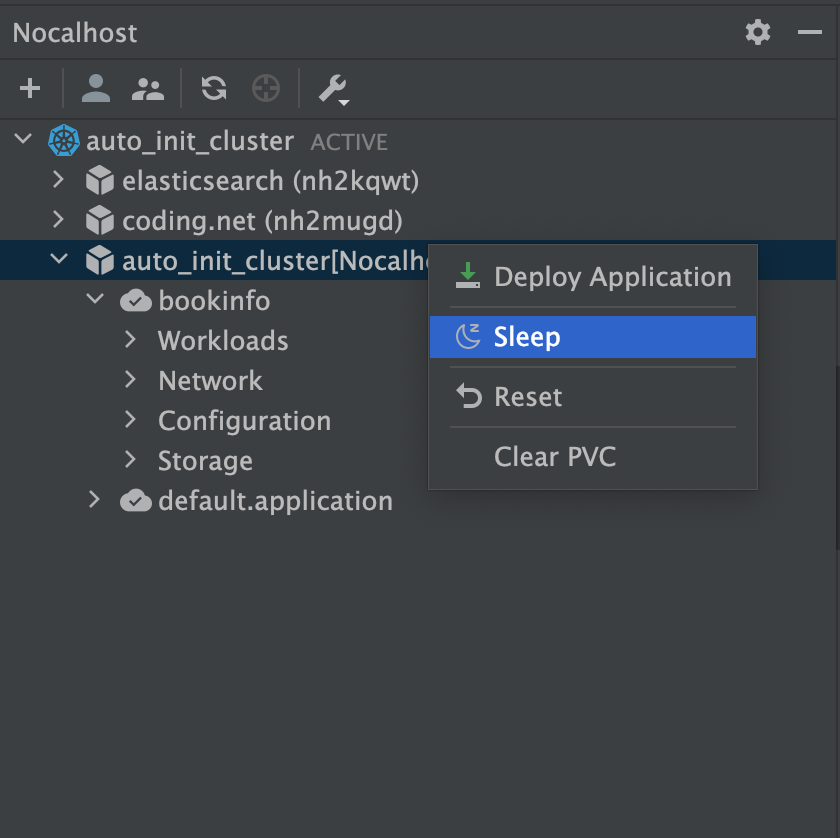 Nocalhost
auto_init_cluster ACTIVE
elasticsearch (nh2kqwt)
coding.net (nh2mugd)
auto_init_cluster[Nocalh
Deploy Application
bookinfo
Sleep
Workloads
Network
Reset
Configuration
Clear PVC
Storage
default.application